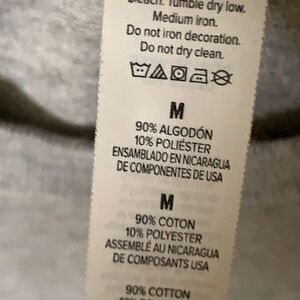 Bleach. Tumble dry low.
Medium iron.
Do not iron decoration.
Do not dry clean.
M
90% ALGODÓN
10% POLIÉSTER
ENSAMBLADO EN NICARAGUA
DE COMPONENTES DE USA
M
90% COTON
10% POLYESTER
ASSEMBLÉ AU NICARAGUA
DE COMPOSANTS USA
90% COTTON